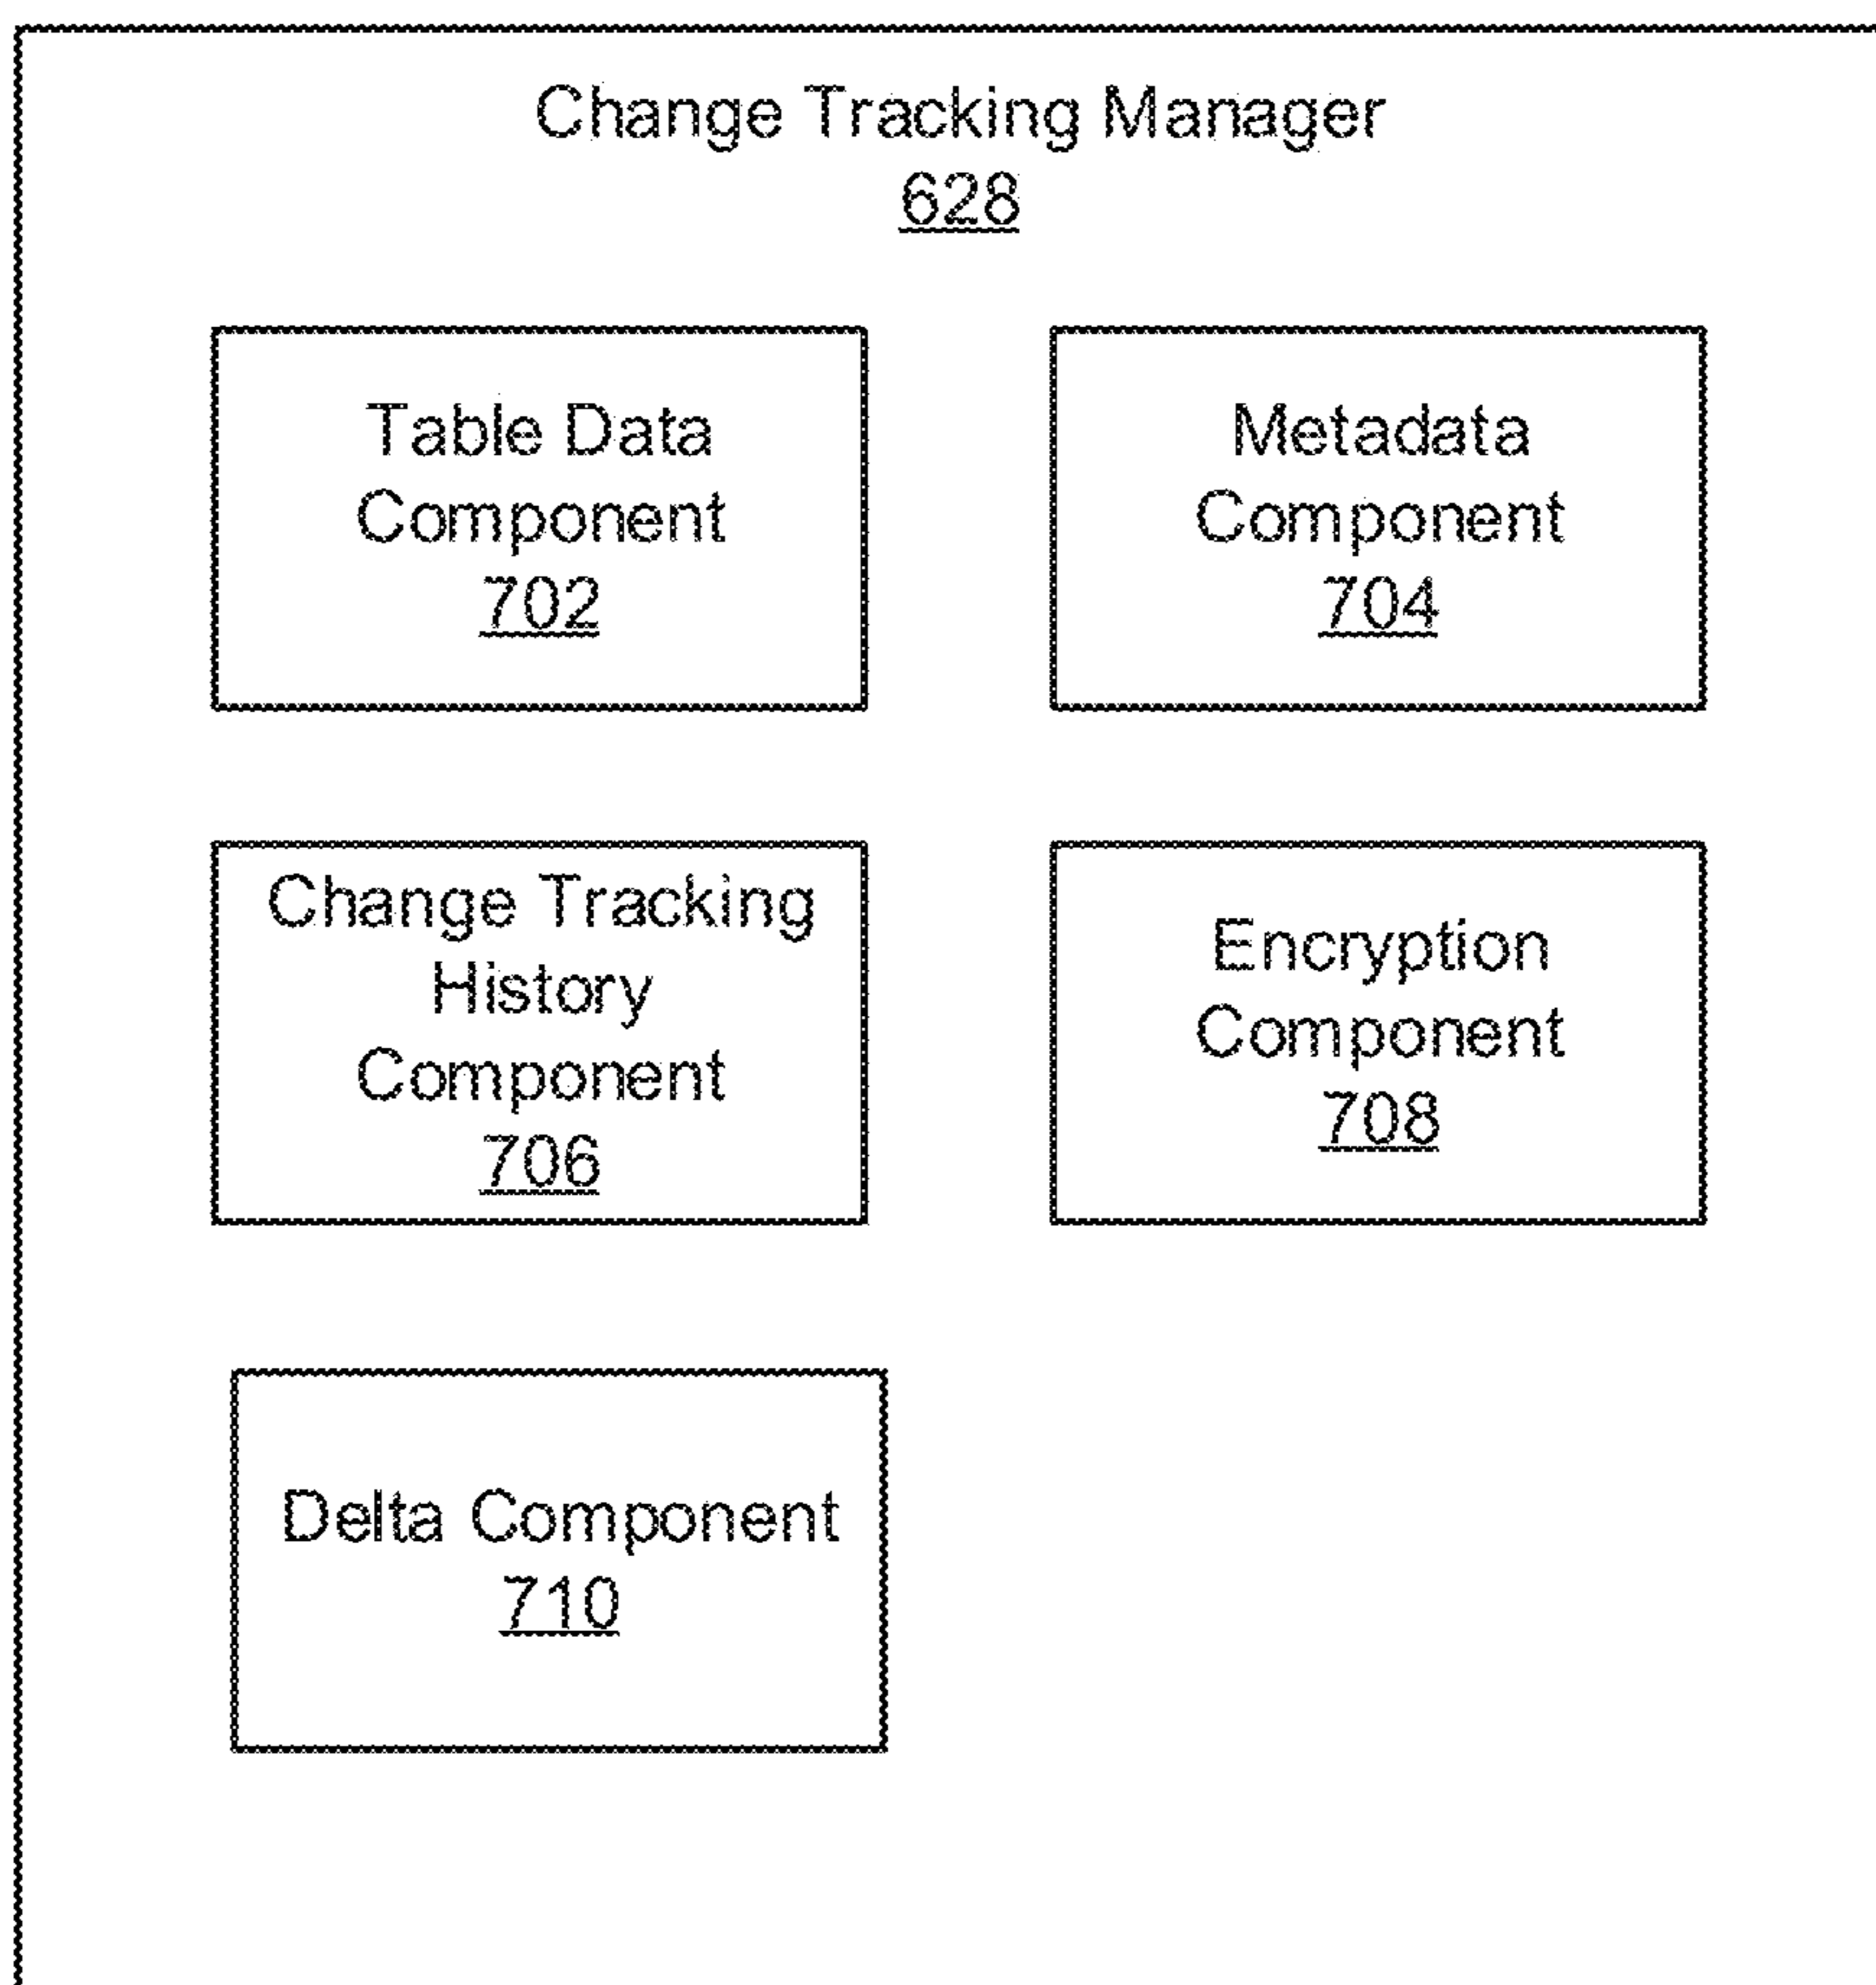 Change Tracking Manager
628
Table Data
Component
702
Metadata
Component
704
Change Tracking
History
Component
706
Encryption
Component
708
Delta Component
710